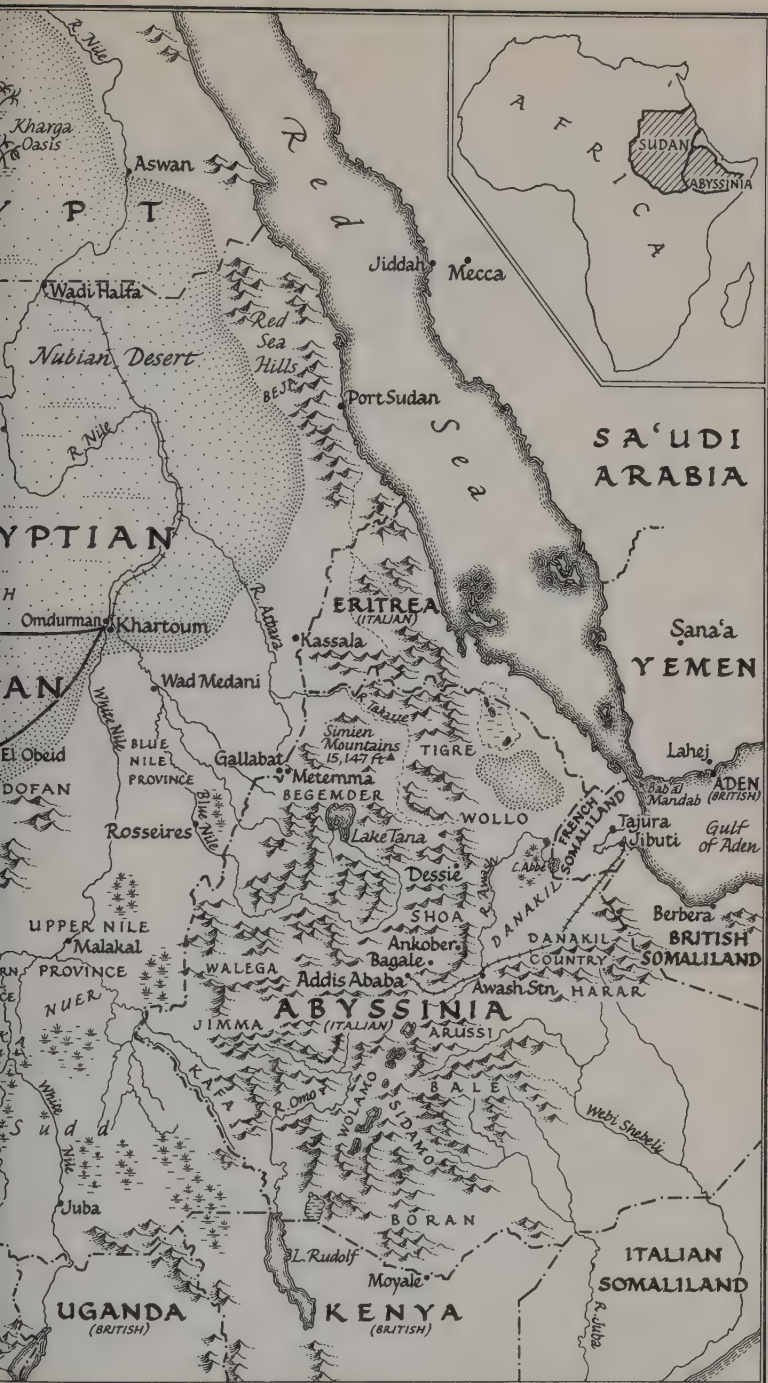 R. Nile
AFRICA
SUDAN
ABYSSINIA
Kharga
Oasis
Aswan
Y P T
Red Sea
Jiddah
Mecca
Wadi Halfa
Nubian Desert
Red
Sea
Hills
BEJA
Port Sudan
R. Nile
SA'UDI
ARABIA
YPTIAN
H
ERITREA
(ITALIAN)
R. Atbara
Omdurman
Khartoum
Kassala
Sana'a
YEMEN
AN
Wad Medani
White Nile
Takazze
Simien
Mountains
15,147 ft
TIGRE
El Obeid
BLUE
NILE
PROVINCE
Gallabat
Metemma
BEGEMDER
Lahej
ADEN
(BRITISH)
Bab al
Mandab
DOFAN
Blue Nile
Rosseires
Lake Tana
WOLLO
FRENCH
SOMALILAND
Tajura
Jibuti
Gulf
of Aden
L. Abbé
Dessie
R. Awash
DANAKIL
SHOA
Berbera
UPPER NILE
Malakal
PROVINCE
RN
CE
Ankober
Bagale
DANAKIL
COUNTRY
BRITISH
SOMALILAND
WALEGA
Addis Ababa
Awash Stn
HARAR
NUER
ABYSSINIA
(ITALIAN)
JIMMA
ARUSSI
KAFA
R. Omo
WOLAMO
SIDAMO
BALE
Webi Shebeli
White Nile
Sudd
Juba
BORAN
L. Rudolf
Moyale
ITALIAN
SOMALILAND
UGANDA
(BRITISH)
KENYA
(BRITISH)
R. Juba